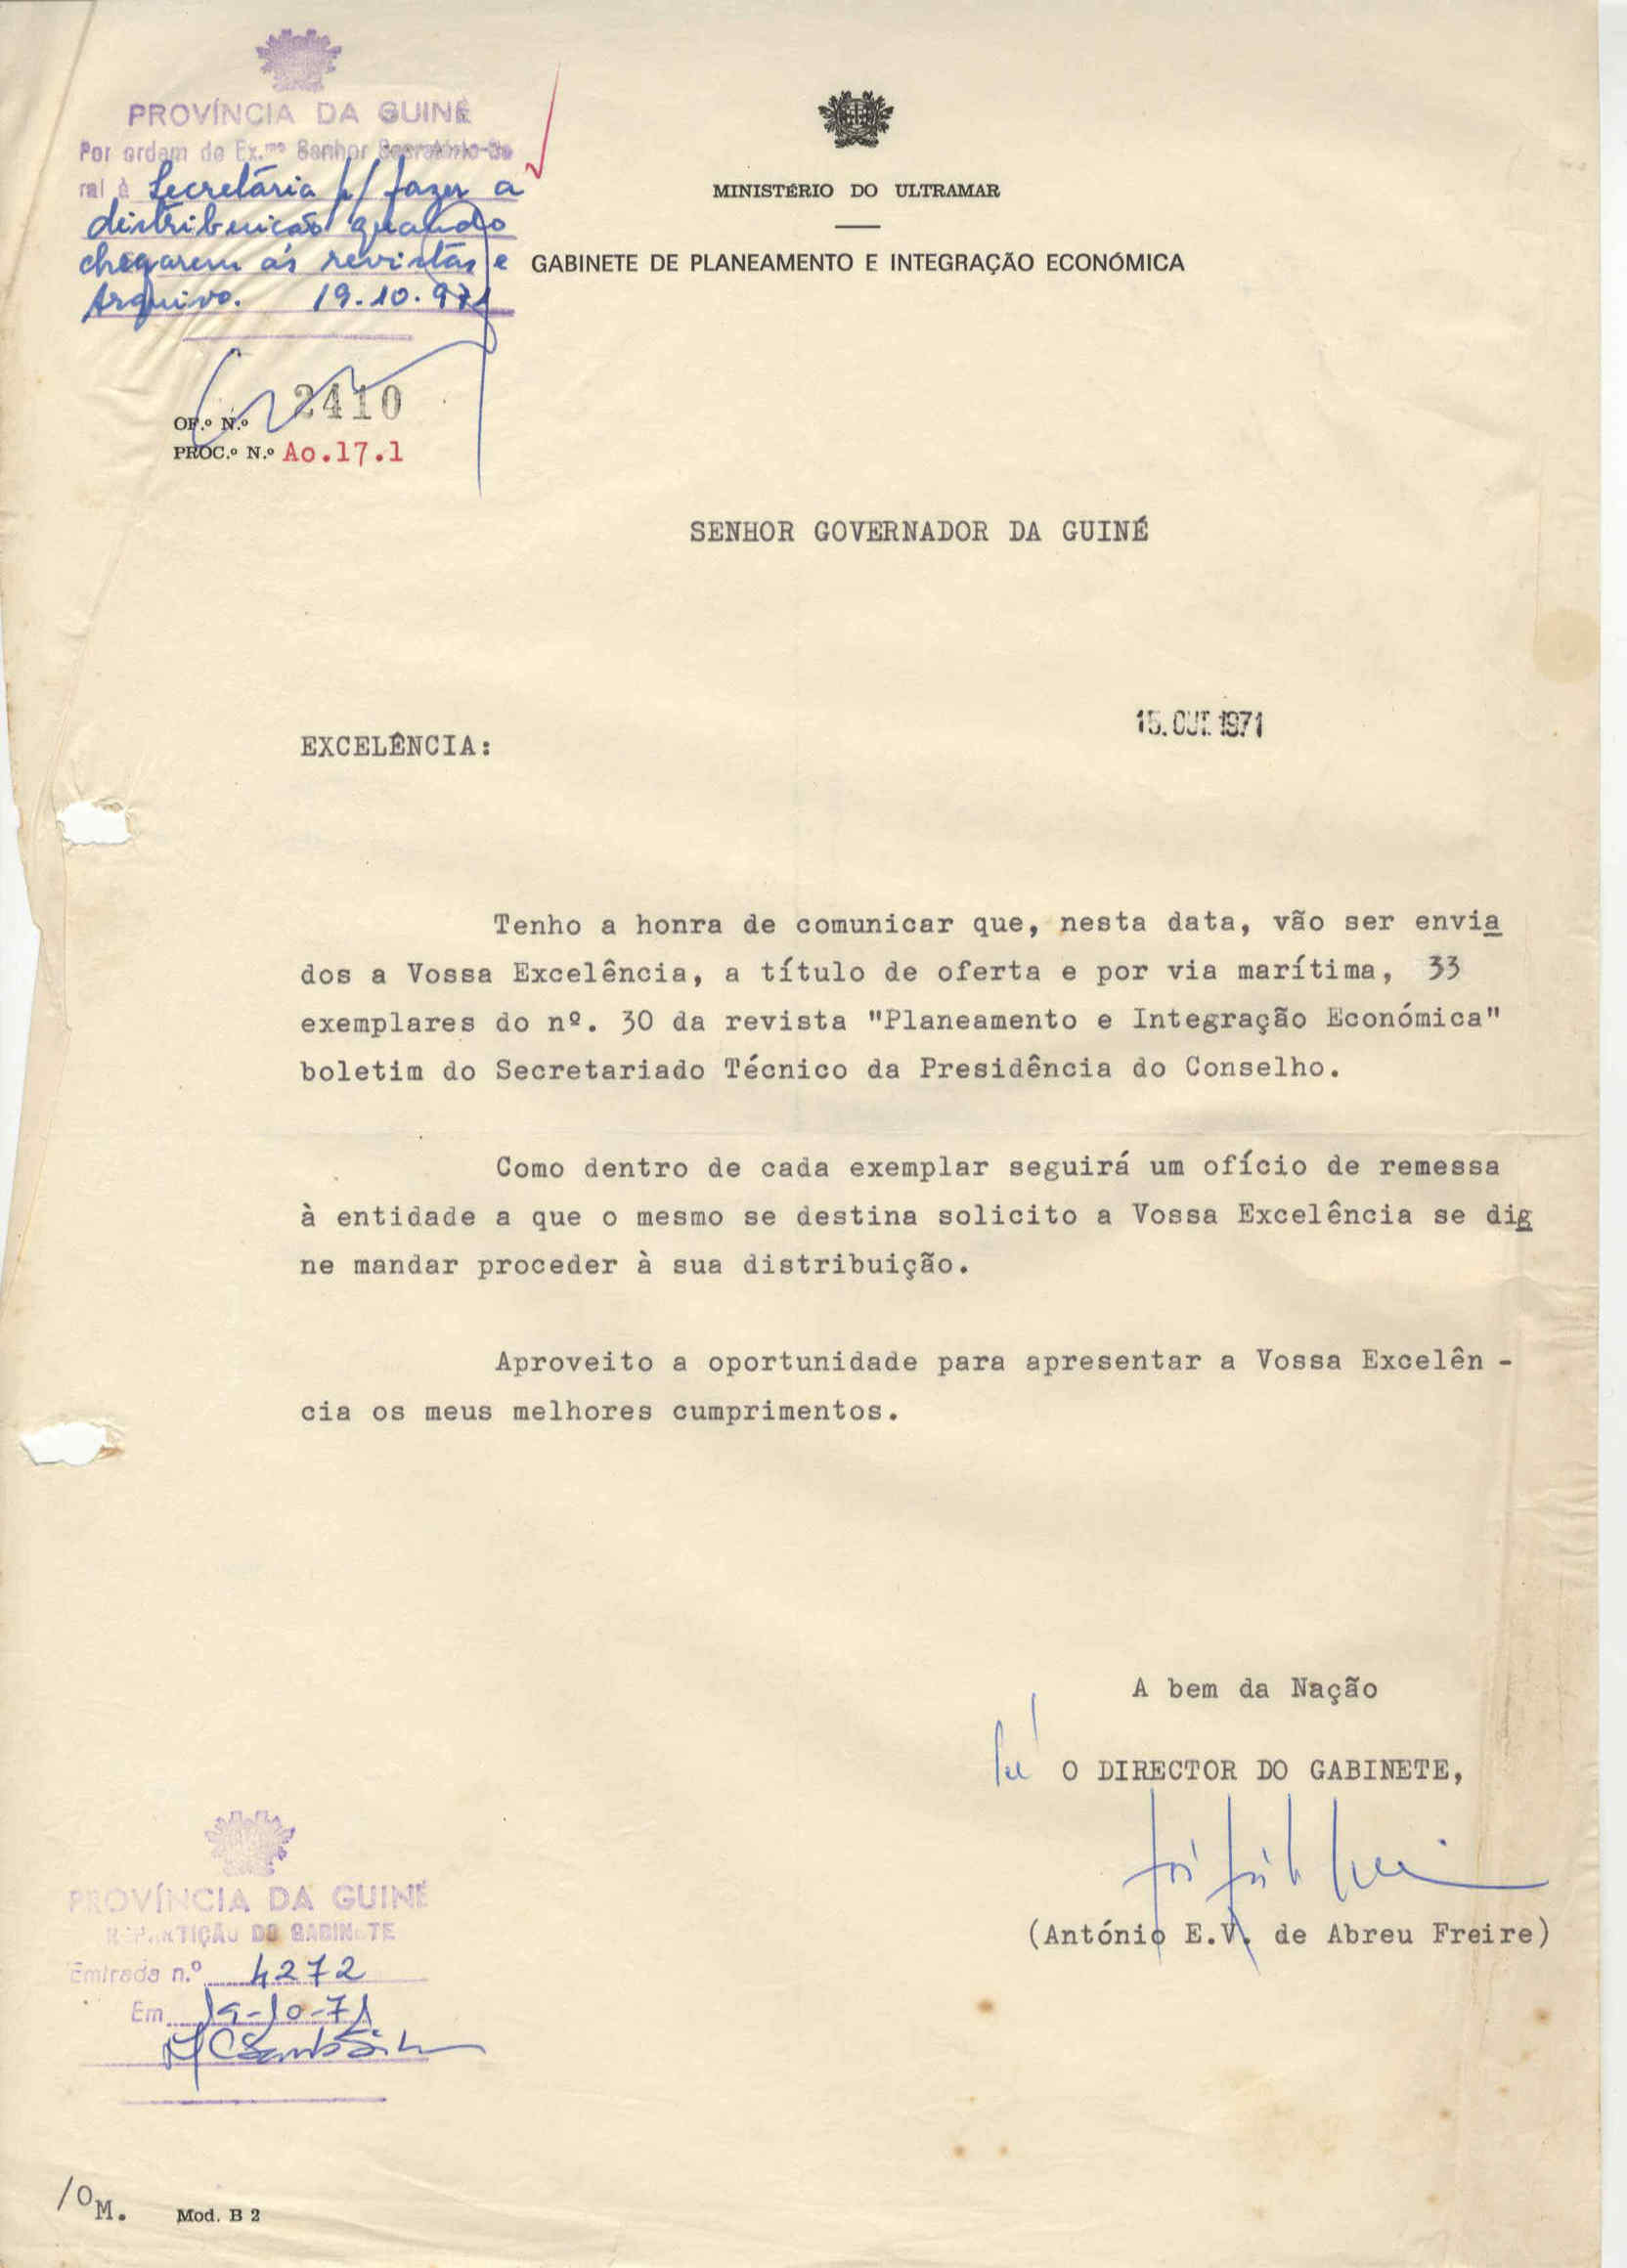 PROVÍNCIA DA GUINÉ
Por ordem de Ex.mo Senhor Secretário-Ge
ral à Secretária p/ fazer a
distribuição quando
chegarem as revistas e
Arquivo. 19.10.971
MINISTÉRIO DO ULTRAMAR
GABINETE DE PLANEAMENTO E INTEGRAÇÃO ECONÓMICA
OF.º N.º 2410
PROC.º N.º Ao.17.1
SENHOR GOVERNADOR DA GUINÉ
15. OUT. 1971
EXCELÊNCIA:
Tenho a honra de comunicar que, nesta data, vão ser envia
dos a Vossa Excelência, a título de oferta e por via marítima, 33
exemplares do nº. 30 da revista "Planeamento e Integração Económica"
boletim do Secretariado Técnico da Presidência do Conselho.
Como dentro de cada exemplar seguirá um ofício de remessa
à entidade a que o mesmo se destina solicito a Vossa Excelência se dig
ne mandar proceder à sua distribuição.
Aproveito a oportunidade para apresentar a Vossa Excelên -
cia os meus melhores cumprimentos.
A bem da Nação
O DIRECTOR DO GABINETE,
(António E.V. de Abreu Freire)
PROVÍNCIA DA GUINÉ
REPARTIÇÃO DO GABINETE
Entrada n.º 4272
Em 19-10-71
/OM. Mod. B 2